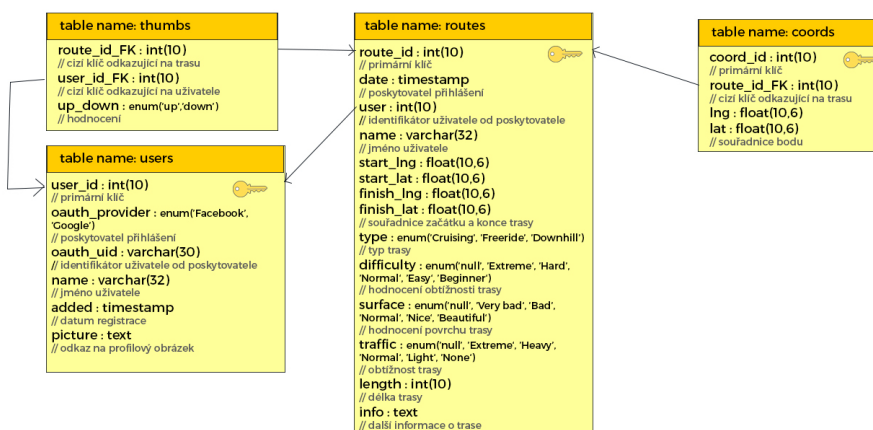 table name: thumbs
route_id_FK : int(10)
// cizí klíč odkazující na trasu
user_id_FK : int(10)
// cizí klíč odkazující na uživatele
up_down : enum('up','down')
// hodnocení
table name: users
user_id : int(10)
// primární klíč
oauth_provider : enum('Facebook',
'Google')
// poskytovatel přihlášení
oauth_uid : varchar(30)
// identifikátor uživatele od poskytovatele
name : varchar(32)
// jméno uživatele
added : timestamp
// datum registrace
picture : text
// odkaz na profilový obrázek
table name: routes
route_id : int(10)
// primární klíč
date : timestamp
// poskytovatel přihlášení
user : int(10)
// identifikátor uživatele od poskytovatele
name : varchar(32)
// jméno uživatele
start_lng : float(10,6)
start_lat : float(10,6)
finish_lng : float(10,6)
finish_lat : float(10,6)
// souřadnice začátku a konce trasy
type : enum('Cruising', 'Freeride', 'Downhill')
// typ trasy
difficulty : enum('null', 'Extreme', 'Hard',
'Normal', 'Easy', 'Beginner')
// hodnocení obtížnosti trasy
surface : enum('null', 'Very bad', 'Bad',
'Normal', 'Nice', 'Beautiful')
// hodnocení povrchu trasy
traffic : enum('null', 'Extreme', 'Heavy',
'Normal', 'Light', 'None')
// obtížnost trasy
length : int(10)
// délka trasy
info : text
// další informace o trase
table name: coords
coord_id : int(10)
// primární klíč
route_id_FK : int(10)
// cizí klíč odkazující na trasu
lng : float(10,6)
lat : float(10,6)
// souřadnice bodu